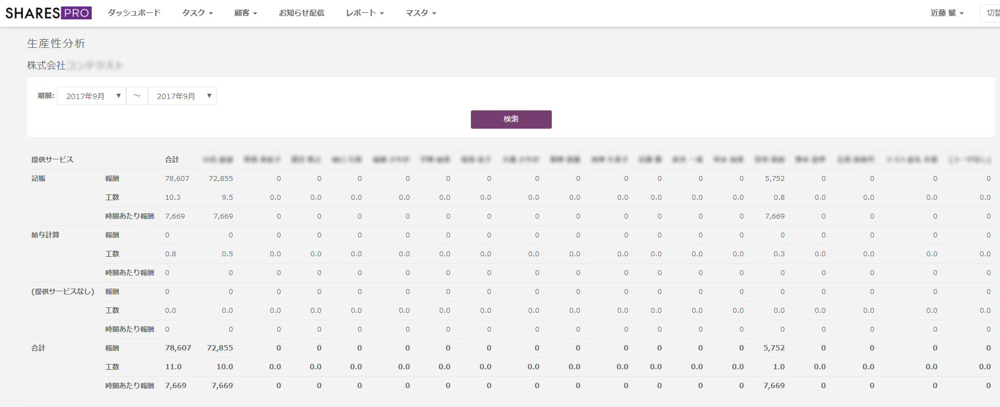 SHARES PRO ダッシュボード タスク 顧客 お知らせ配信 レポート マスタ 近藤 繁 切替
生産性分析
株式会社
期間: 2017年9月 ～ 2017年9月
検索
提供サービス 合計
記帳 報酬 78,607 72,855 0 0 0 0 0 0 0 0 0 0 0 0 5,752 0 0 0 0
工数 10.3 9.5 0.0 0.0 0.0 0.0 0.0 0.0 0.0 0.0 0.0 0.0 0.0 0.0 0.8 0.0 0.0 0.0 0.0
時間あたり報酬 7,669 7,669 0 0 0 0 0 0 0 0 0 0 0 0 7,669 0 0 0 0
給与計算 報酬 0 0 0 0 0 0 0 0 0 0 0 0 0 0 0 0 0 0 0
工数 0.8 0.5 0.0 0.0 0.0 0.0 0.0 0.0 0.0 0.0 0.0 0.0 0.0 0.0 0.3 0.0 0.0 0.0 0.0
時間あたり報酬 0 0 0 0 0 0 0 0 0 0 0 0 0 0 0 0 0 0 0
(提供サービスなし) 報酬 0 0 0 0 0 0 0 0 0 0 0 0 0 0 0 0 0 0 0
工数 0.0 0.0 0.0 0.0 0.0 0.0 0.0 0.0 0.0 0.0 0.0 0.0 0.0 0.0 0.0 0.0 0.0 0.0 0.0
時間あたり報酬 0 0 0 0 0 0 0 0 0 0 0 0 0 0 0 0 0 0 0
合計 報酬 78,607 72,855 0 0 0 0 0 0 0 0 0 0 0 0 5,752 0 0 0 0
工数 11.0 10.0 0.0 0.0 0.0 0.0 0.0 0.0 0.0 0.0 0.0 0.0 0.0 0.0 1.0 0.0 0.0 0.0 0.0
時間あたり報酬 7,669 7,669 0 0 0 0 0 0 0 0 0 0 0 0 7,669 0 0 0 0